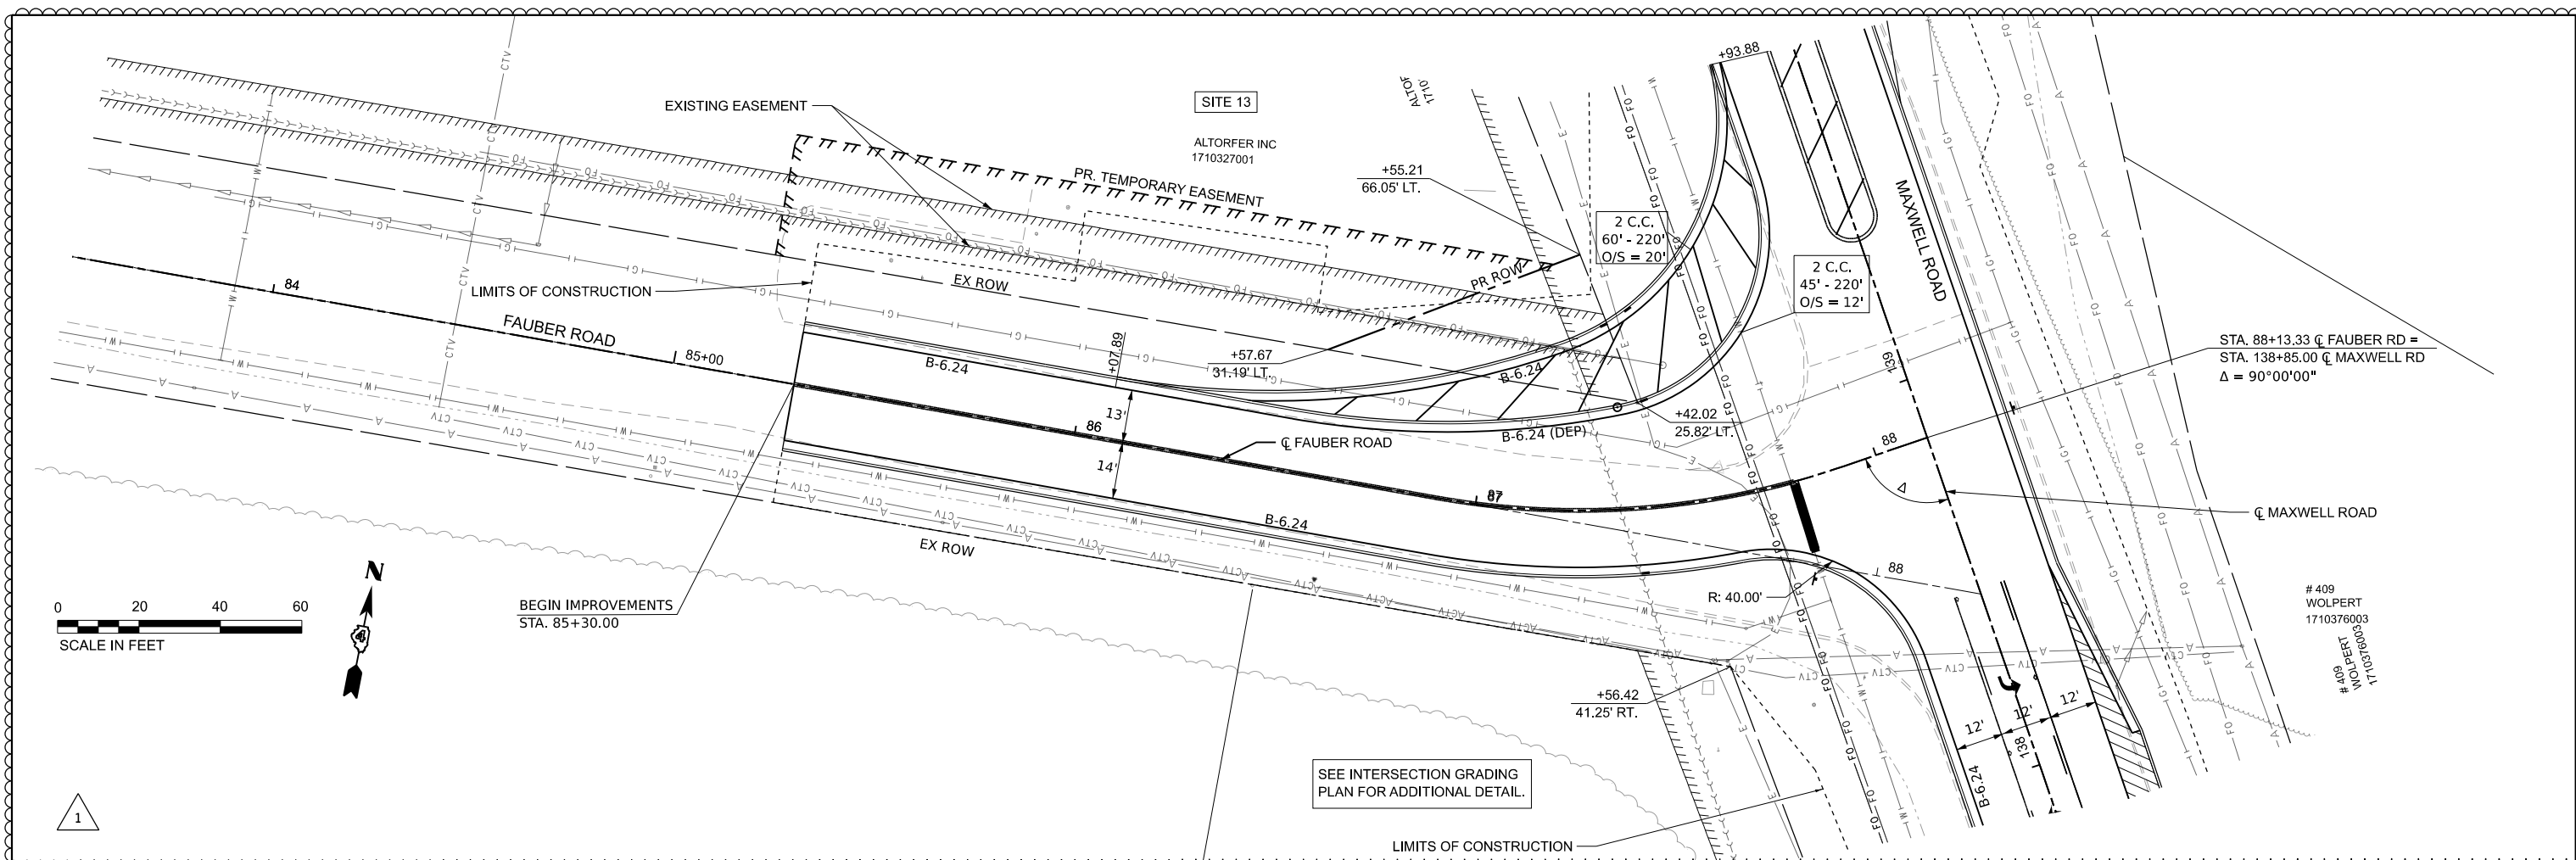 +93.88
SITE 13
EXISTING EASEMENT
ALTORFER INC
1710327001
PR. TEMPORARY EASEMENT
+55.21
66.05' LT.
2 C.C.
60' - 220'
O/S = 20'
2 C.C.
45' - 220'
O/S = 12'
MAXWELL ROAD
PR ROW
EX ROW
LIMITS OF CONSTRUCTION
84
FAUBER ROAD
85+00
B-6.24
+07.89
+57.67
31.19' LT.
B-6.24
139
STA. 88+13.33 ℄ FAUBER RD =
STA. 138+85.00 ℄ MAXWELL RD
Δ = 90°00'00"
13'
86
14'
℄ FAUBER ROAD
B-6.24 (DEP)
+42.02
25.82' LT.
88
Δ
87
℄ MAXWELL ROAD
B-6.24
EX ROW
88
R: 40.00'
N
0 20 40 60
SCALE IN FEET
BEGIN IMPROVEMENTS
STA. 85+30.00
# 409
WOLPERT
1710376003
# 409
WOLPERT
1710376003
+56.42
41.25' RT.
12'
12'
12'
138
B-6.24
SEE INTERSECTION GRADING
PLAN FOR ADDITIONAL DETAIL.
1
LIMITS OF CONSTRUCTION